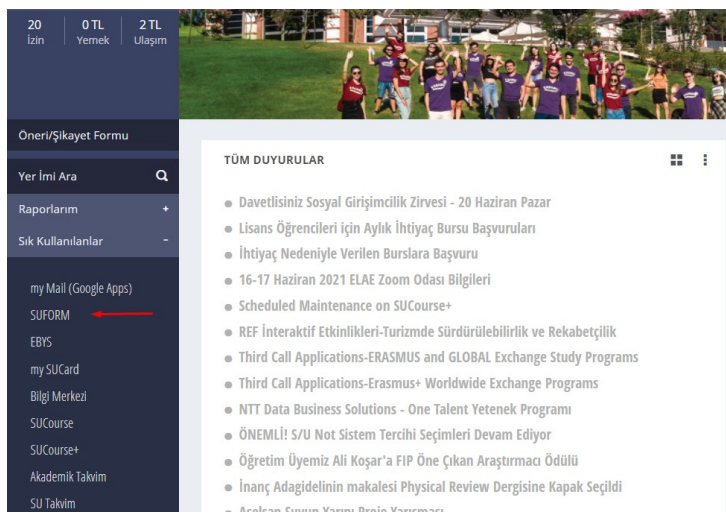 20 0 TL 2 TL
İzin Yemek Ulaşım
Öneri/Şikayet Formu
Yer İmi Ara
Raporlarım +
Sık Kullanılanlar -
my Mail (Google Apps)
SUFORM
EBYS
my SUCard
Bilgi Merkezi
SUCourse
SUCourse+
Akademik Takvim
SU Takvim
TÜM DUYURULAR
Davetlisiniz Sosyal Girişimcilik Zirvesi - 20 Haziran Pazar
Lisans Öğrencileri için Aylık İhtiyaç Bursu Başvuruları
İhtiyaç Nedeniyle Verilen Burslara Başvuru
16-17 Haziran 2021 ELAE Zoom Odası Bilgileri
Scheduled Maintenance on SUCourse+
REF İnteraktif Etkinlikleri-Turizmde Sürdürülebilirlik ve Rekabetçilik
Third Call Applications-ERASMUS and GLOBAL Exchange Study Programs
Third Call Applications-Erasmus+ Worldwide Exchange Programs
NTT Data Business Solutions - One Talent Yetenek Programı
ÖNEMLİ! S/U Not Sistem Tercihi Seçimleri Devam Ediyor
Öğretim Üyemiz Ali Koşar'a FIP Öne Çıkan Araştırmacı Ödülü
İnanç Adagidelinin makalesi Physical Review Dergisine Kapak Seçildi
Aselsan Suyun Yarını Proje Yarışması